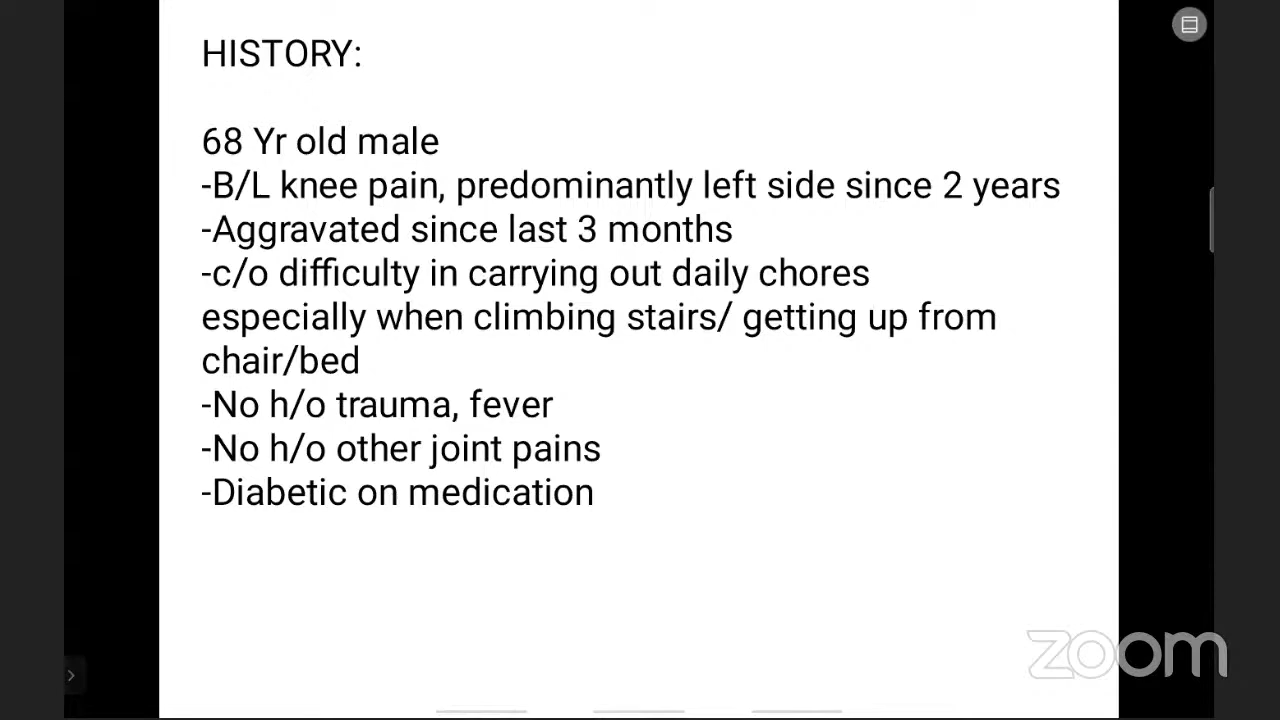 HISTORY:
68 Yr old male
-B/L knee pain, predominantly left side since 2 years
-Aggravated since last 3 months
-c/o difficulty in carrying out daily chores
especially when climbing stairs/ getting up from
chair/bed
-No h/o trauma, fever
-No h/o other joint pains
-Diabetic on medication
zoom